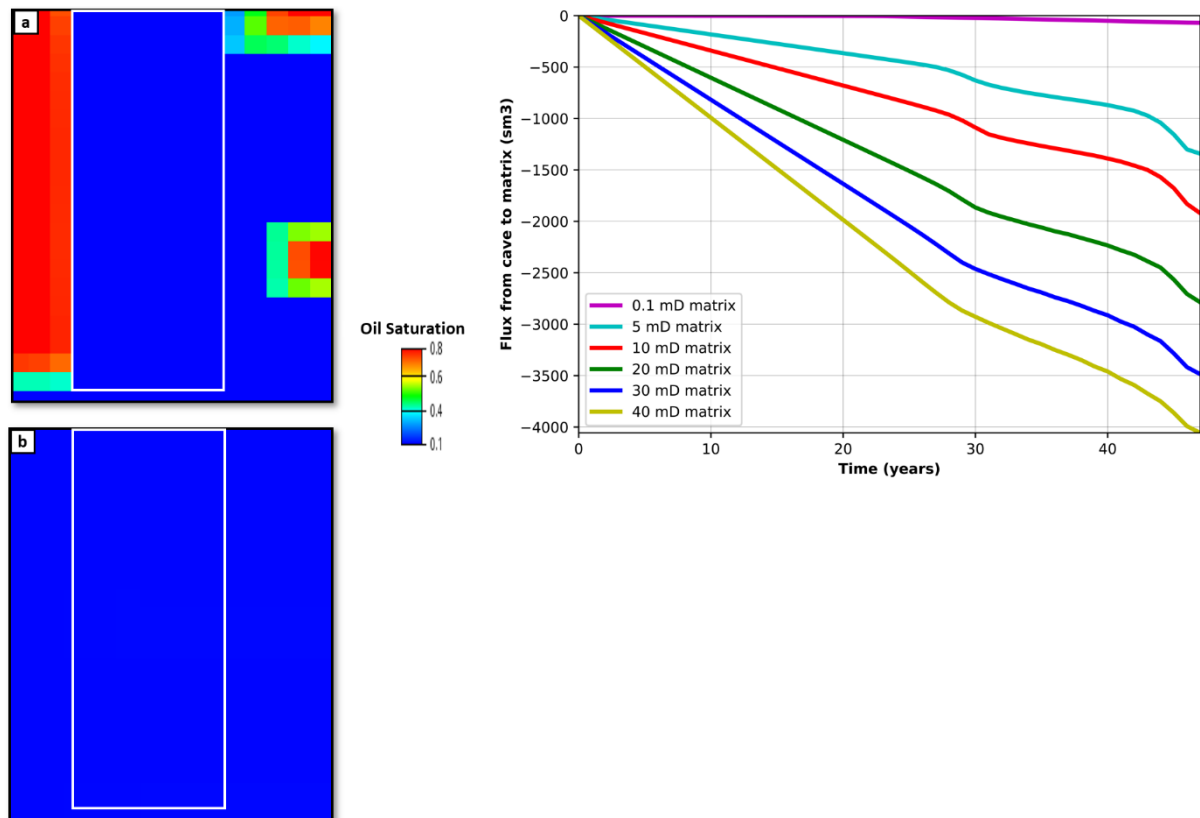 a
b
Oil Saturation
0.8
0.6
0.4
0.1
Flux from cave to matrix (sm3)
0
−500
−1000
−1500
−2000
−2500
−3000
−3500
−4000
0.1 mD matrix
5 mD matrix
10 mD matrix
20 mD matrix
30 mD matrix
40 mD matrix
0 10 20 30 40
Time (years)